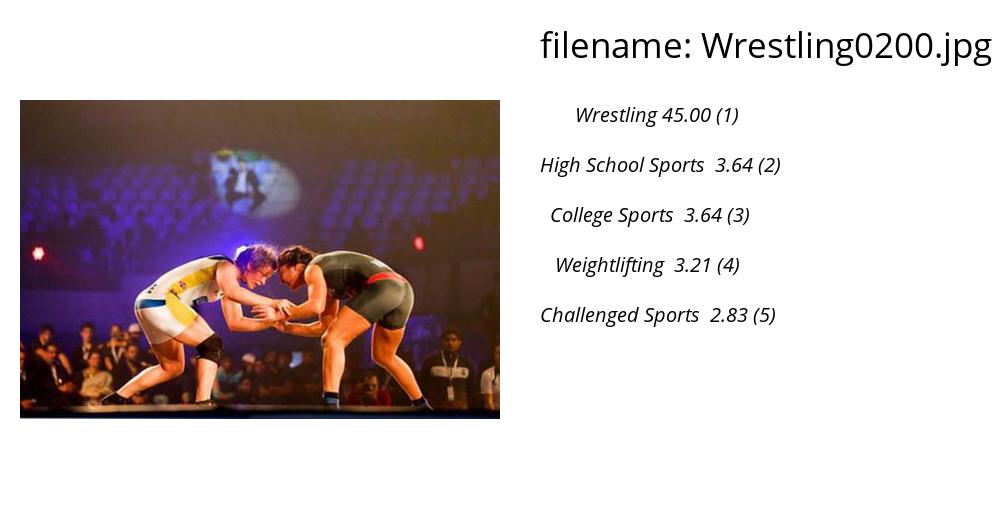 filename: Wrestling0200.jpg
Wrestling 45.00 (1)
High School Sports 3.64 (2)
College Sports 3.64 (3)
Weightlifting 3.21 (4)
Challenged Sports 2.83 (5)